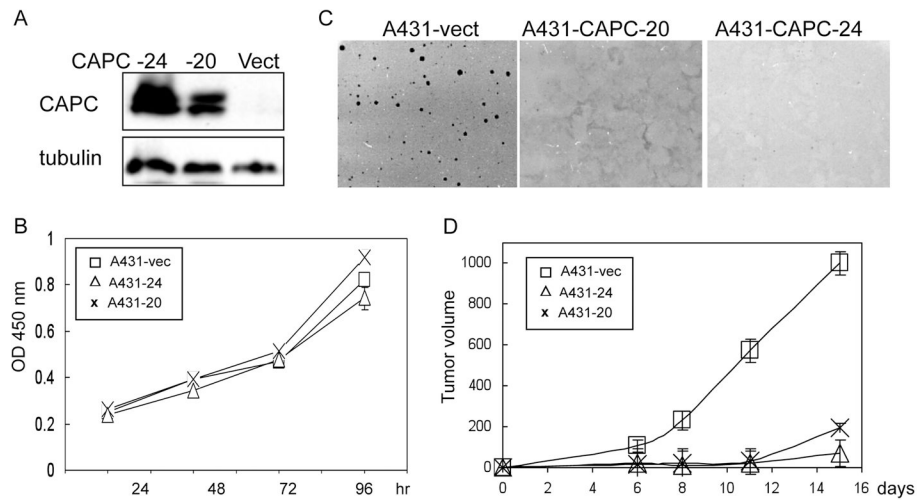 A
CAPC -24 -20 Vect
CAPC
tubulin
C
A431-vect A431-CAPC-20 A431-CAPC-24
B
1
0.8
0.6
0.4
0.2
0
OD 450 nm
A431-vec
A431-24
A431-20
24 48 72 96 hr
D
1000
800
600
400
200
0
Tumor volume
A431-vec
A431-24
A431-20
0 2 4 6 8 10 12 14 16 days